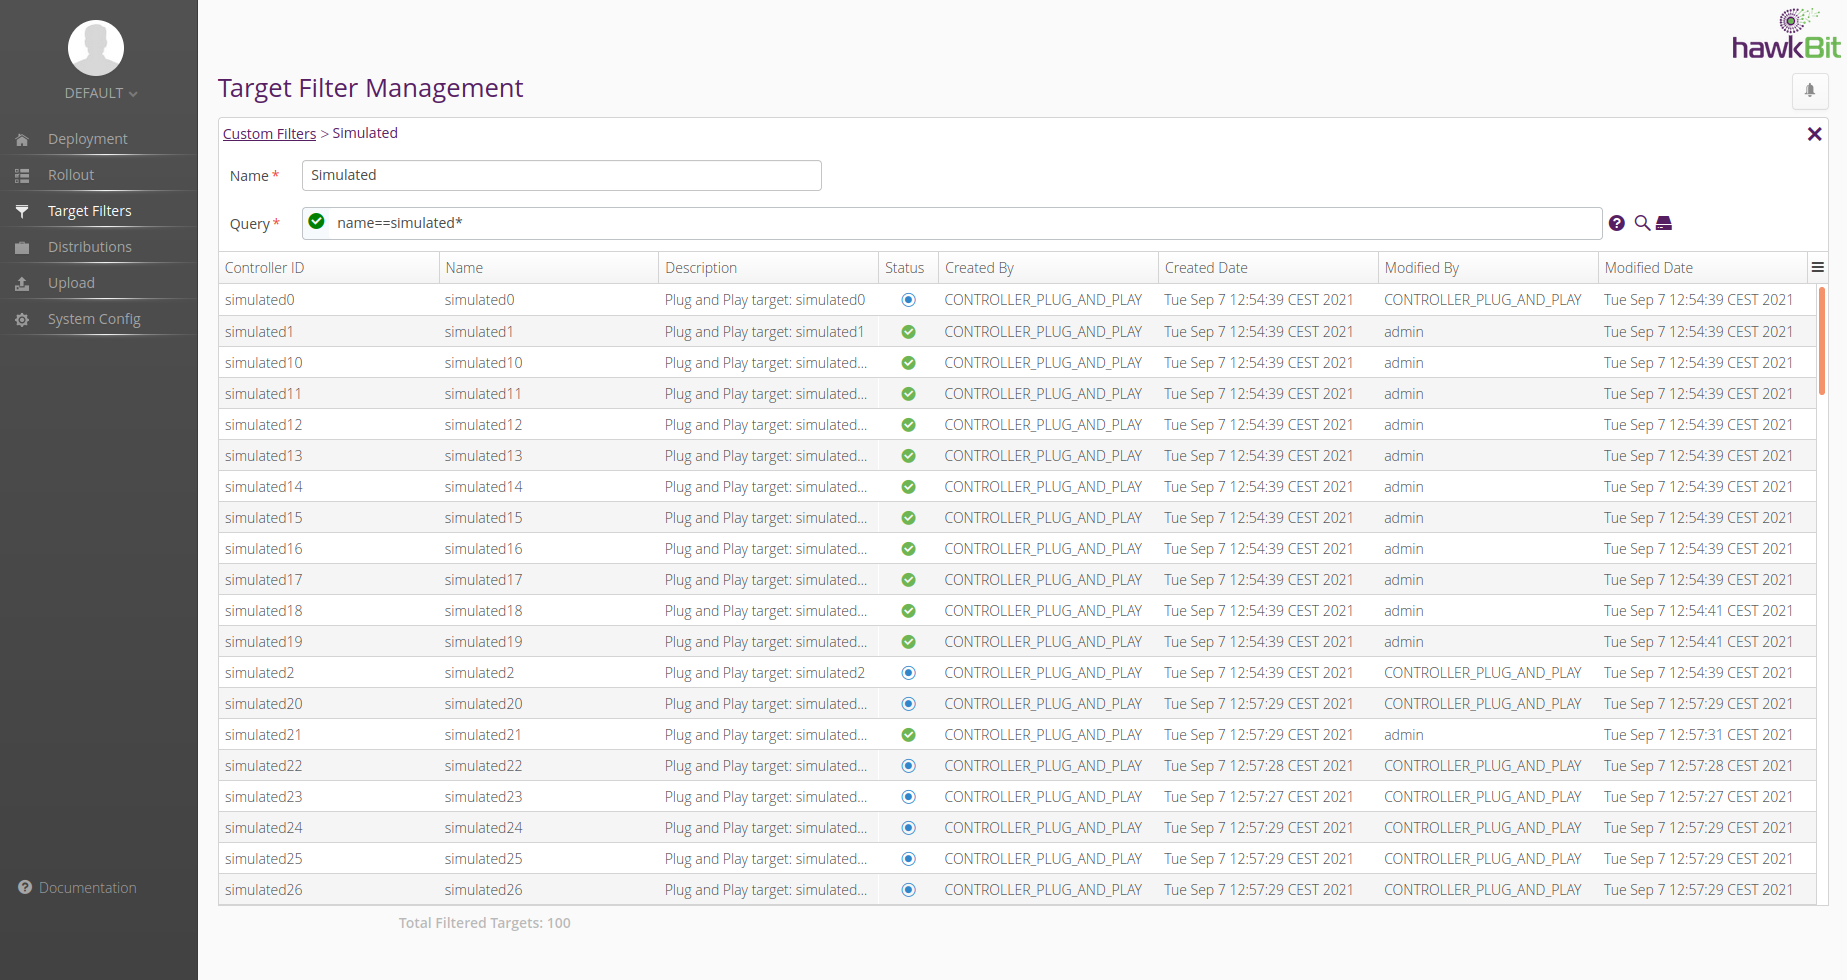 hawkBit
DEFAULT
Deployment
Rollout
Target Filters
Distributions
Upload
System Config
Documentation
Target Filter Management
Custom Filters > Simulated
Name * Simulated
Query * name==simulated*
Controller ID Name Description Status Created By Created Date Modified By Modified Date
simulated0 simulated0 Plug and Play target: simulated0 CONTROLLER_PLUG_AND_PLAY Tue Sep 7 12:54:39 CEST 2021 CONTROLLER_PLUG_AND_PLAY Tue Sep 7 12:54:39 CEST 2021
simulated1 simulated1 Plug and Play target: simulated1 CONTROLLER_PLUG_AND_PLAY Tue Sep 7 12:54:39 CEST 2021 admin Tue Sep 7 12:54:39 CEST 2021
simulated10 simulated10 Plug and Play target: simulated... CONTROLLER_PLUG_AND_PLAY Tue Sep 7 12:54:39 CEST 2021 admin Tue Sep 7 12:54:39 CEST 2021
simulated11 simulated11 Plug and Play target: simulated... CONTROLLER_PLUG_AND_PLAY Tue Sep 7 12:54:39 CEST 2021 admin Tue Sep 7 12:54:39 CEST 2021
simulated12 simulated12 Plug and Play target: simulated... CONTROLLER_PLUG_AND_PLAY Tue Sep 7 12:54:39 CEST 2021 admin Tue Sep 7 12:54:39 CEST 2021
simulated13 simulated13 Plug and Play target: simulated... CONTROLLER_PLUG_AND_PLAY Tue Sep 7 12:54:39 CEST 2021 admin Tue Sep 7 12:54:39 CEST 2021
simulated14 simulated14 Plug and Play target: simulated... CONTROLLER_PLUG_AND_PLAY Tue Sep 7 12:54:39 CEST 2021 admin Tue Sep 7 12:54:39 CEST 2021
simulated15 simulated15 Plug and Play target: simulated... CONTROLLER_PLUG_AND_PLAY Tue Sep 7 12:54:39 CEST 2021 admin Tue Sep 7 12:54:39 CEST 2021
simulated16 simulated16 Plug and Play target: simulated... CONTROLLER_PLUG_AND_PLAY Tue Sep 7 12:54:39 CEST 2021 admin Tue Sep 7 12:54:39 CEST 2021
simulated17 simulated17 Plug and Play target: simulated... CONTROLLER_PLUG_AND_PLAY Tue Sep 7 12:54:39 CEST 2021 admin Tue Sep 7 12:54:39 CEST 2021
simulated18 simulated18 Plug and Play target: simulated... CONTROLLER_PLUG_AND_PLAY Tue Sep 7 12:54:39 CEST 2021 admin Tue Sep 7 12:54:41 CEST 2021
simulated19 simulated19 Plug and Play target: simulated... CONTROLLER_PLUG_AND_PLAY Tue Sep 7 12:54:39 CEST 2021 admin Tue Sep 7 12:54:41 CEST 2021
simulated2 simulated2 Plug and Play target: simulated2 CONTROLLER_PLUG_AND_PLAY Tue Sep 7 12:54:39 CEST 2021 CONTROLLER_PLUG_AND_PLAY Tue Sep 7 12:54:39 CEST 2021
simulated20 simulated20 Plug and Play target: simulated... CONTROLLER_PLUG_AND_PLAY Tue Sep 7 12:57:29 CEST 2021 CONTROLLER_PLUG_AND_PLAY Tue Sep 7 12:57:29 CEST 2021
simulated21 simulated21 Plug and Play target: simulated... CONTROLLER_PLUG_AND_PLAY Tue Sep 7 12:57:29 CEST 2021 admin Tue Sep 7 12:57:31 CEST 2021
simulated22 simulated22 Plug and Play target: simulated... CONTROLLER_PLUG_AND_PLAY Tue Sep 7 12:57:28 CEST 2021 CONTROLLER_PLUG_AND_PLAY Tue Sep 7 12:57:28 CEST 2021
simulated23 simulated23 Plug and Play target: simulated... CONTROLLER_PLUG_AND_PLAY Tue Sep 7 12:57:27 CEST 2021 CONTROLLER_PLUG_AND_PLAY Tue Sep 7 12:57:27 CEST 2021
simulated24 simulated24 Plug and Play target: simulated... CONTROLLER_PLUG_AND_PLAY Tue Sep 7 12:57:29 CEST 2021 CONTROLLER_PLUG_AND_PLAY Tue Sep 7 12:57:29 CEST 2021
simulated25 simulated25 Plug and Play target: simulated... CONTROLLER_PLUG_AND_PLAY Tue Sep 7 12:57:29 CEST 2021 CONTROLLER_PLUG_AND_PLAY Tue Sep 7 12:57:29 CEST 2021
simulated26 simulated26 Plug and Play target: simulated... CONTROLLER_PLUG_AND_PLAY Tue Sep 7 12:57:29 CEST 2021 CONTROLLER_PLUG_AND_PLAY Tue Sep 7 12:57:29 CEST 2021
Total Filtered Targets: 100